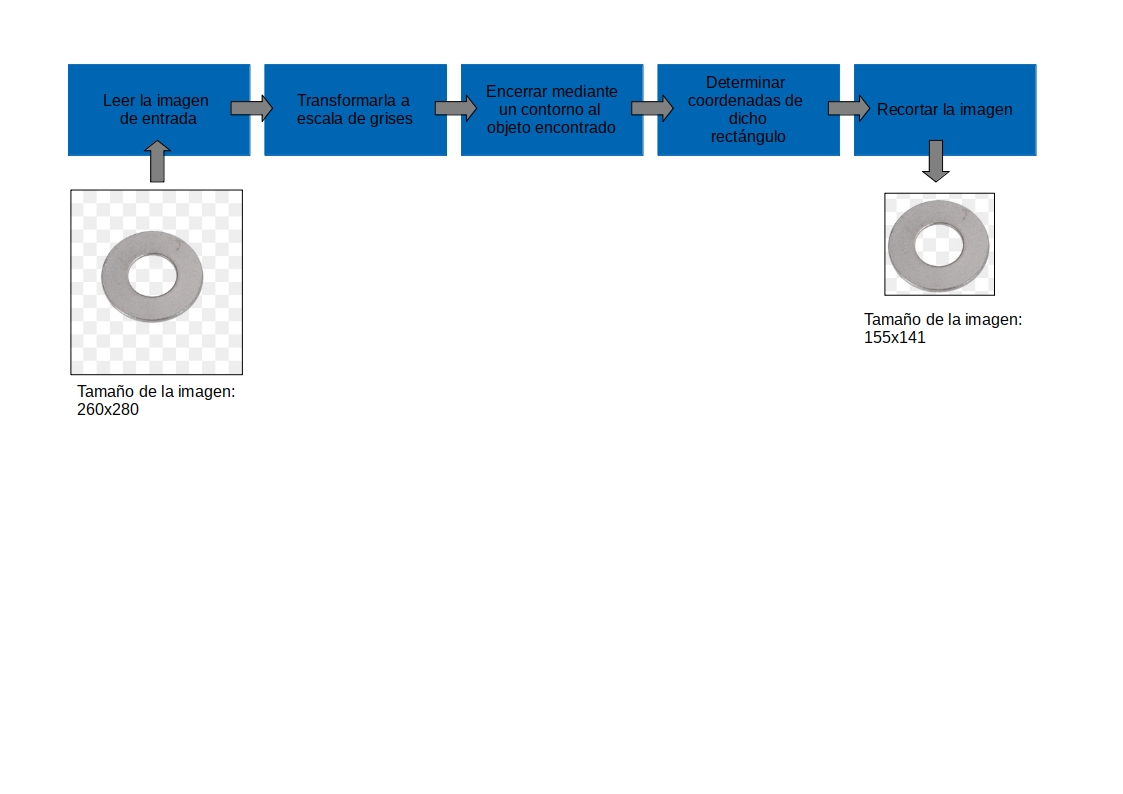 Leer la imagen
de entrada
Transformarla a
escala de grises
Encerrar mediante
un contorno al
objeto encontrado
Determinar
coordenadas de
dicho
rectángulo
Recortar la imagen
Tamaño de la imagen:
260x280
Tamaño de la imagen:
155x141